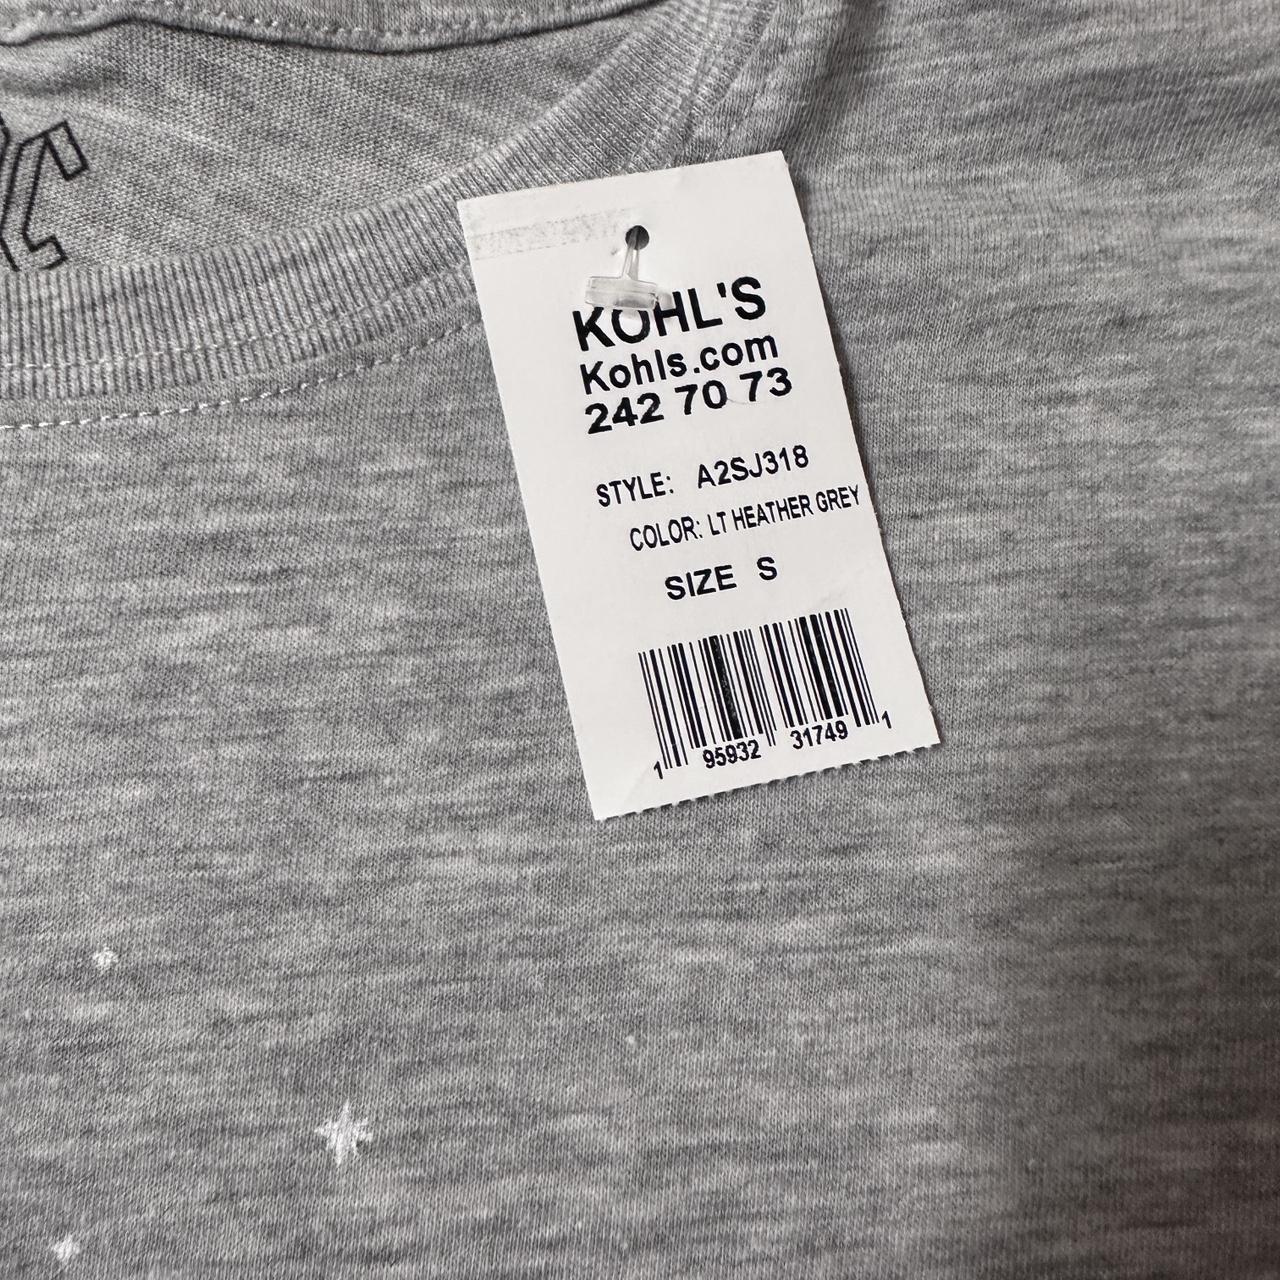 KOHL'S
Kohls.com
242 70 73
STYLE: A2SJ318
COLOR: LT HEATHER GREY
SIZE S
1 95932 31749 1